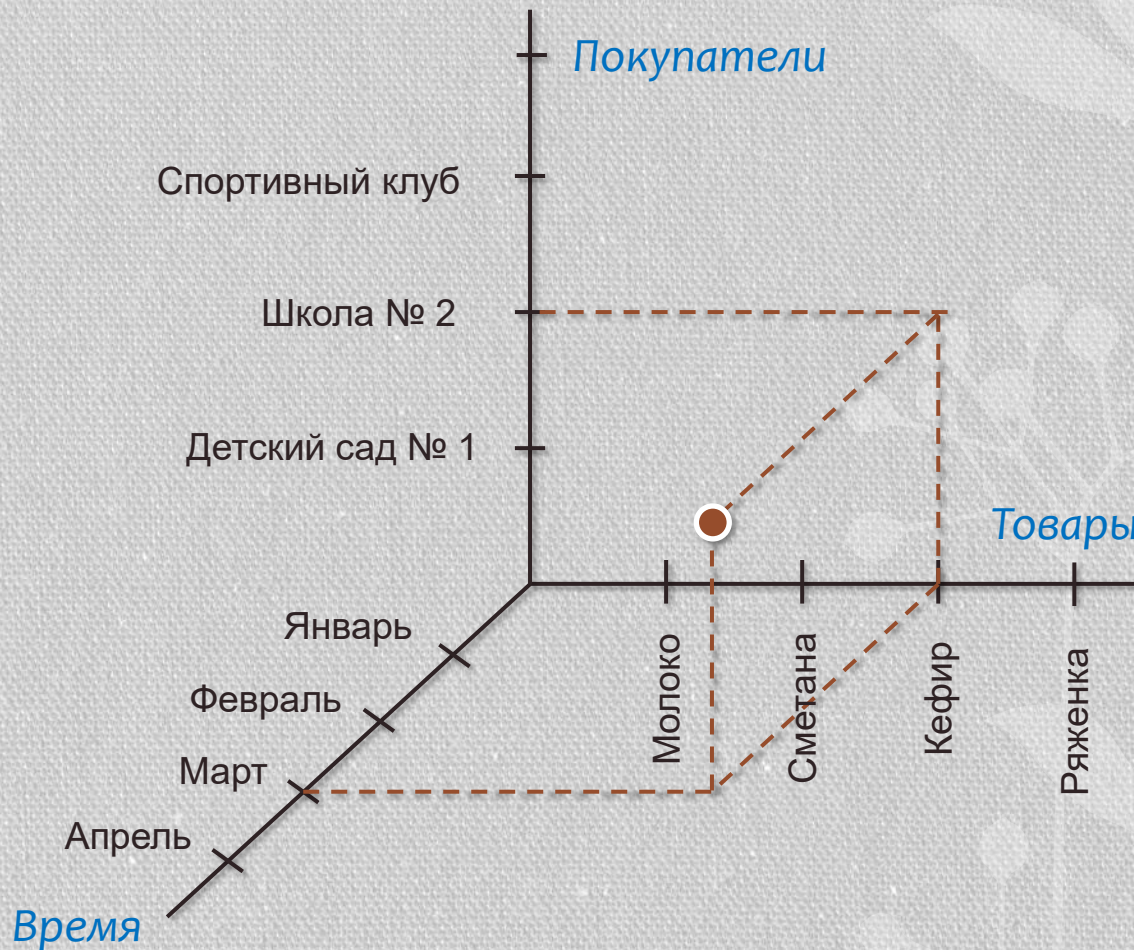 Покупатели
Спортивный клуб
Школа № 2
Детский сад № 1
Товары
Январь
Февраль
Март
Апрель
Время
Молоко
Сметана
Кефир
Ряженка